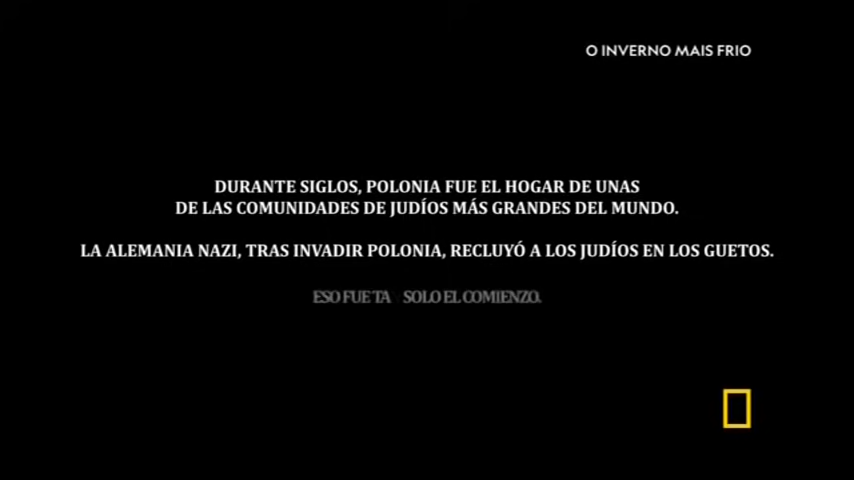 O INVERNO MAIS FRIO
DURANTE SIGLOS, POLONIA FUE EL HOGAR DE UNAS
DE LAS COMUNIDADES DE JUDÍOS MÁS GRANDES DEL MUNDO.
LA ALEMANIA NAZI, TRAS INVADIR POLONIA, RECLUYÓ A LOS JUDÍOS EN LOS GUETOS.
ESO FUE TA   SOLO EL COMIENZO.